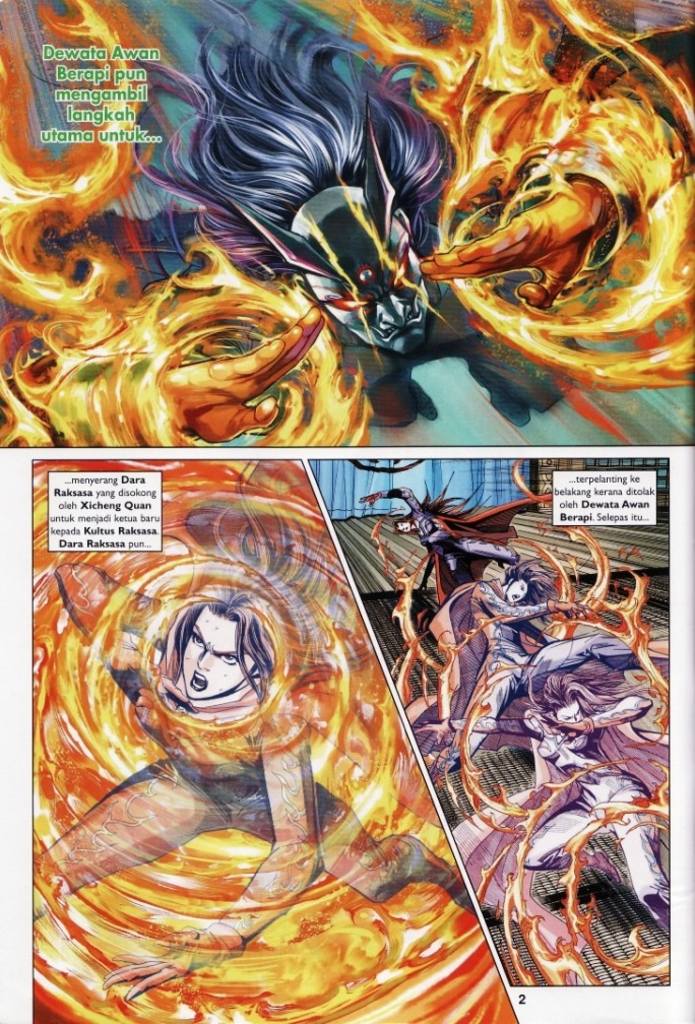 Dewata Awan
Berapi pun
mengambil
langkah
utama untuk...
...menyerang Dara
Raksasa yang disokong
oleh Xicheng Quan
untuk menjadi ketua baru
kepada Kultus Raksasa.
Dara Raksasa pun...
...terpelanting ke
belakang kerana ditolak
oleh Dewata Awan
Berapi. Selepas itu...
2